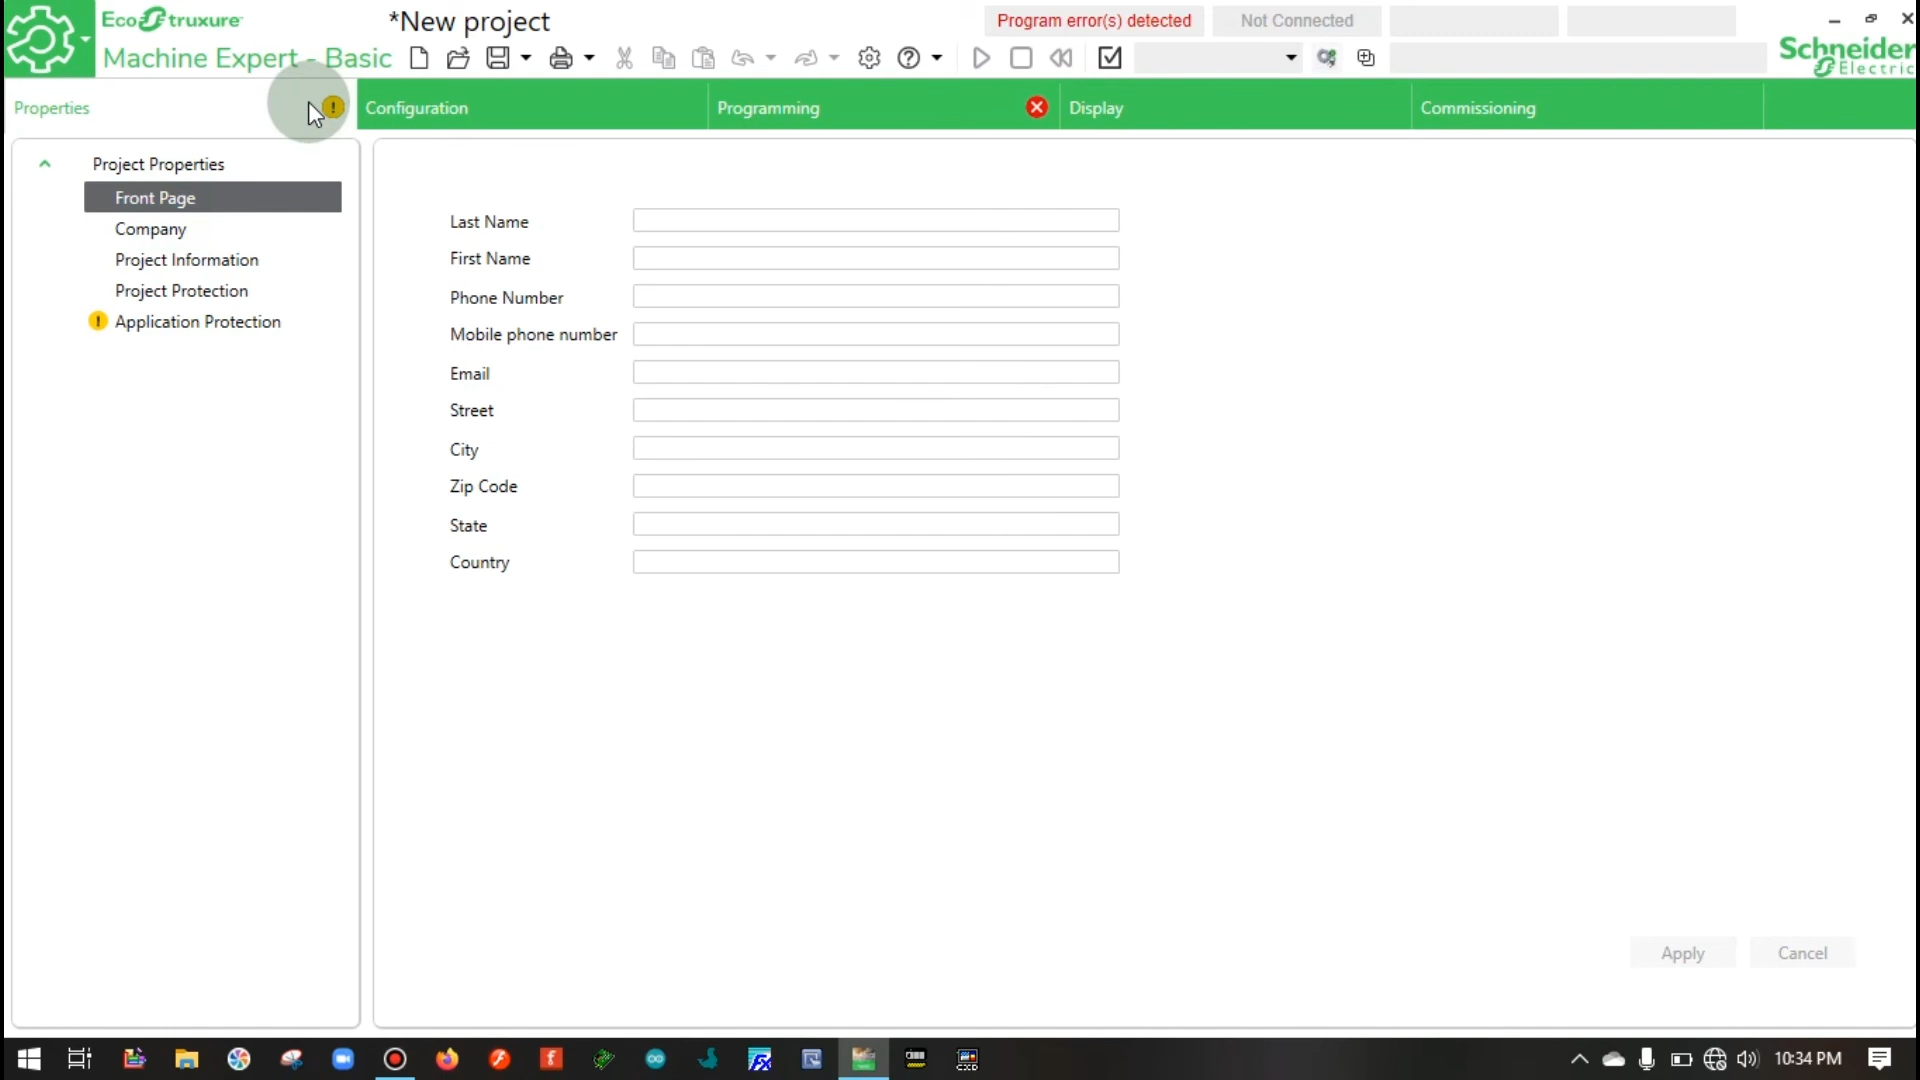 EcoStruxure
Machine Expert - Basic
*New project
Program error(s) detected
Not Connected
Schneider
Electric
Properties
Configuration
Programming
Display
Commissioning
Project Properties
Front Page
Company
Project Information
Project Protection
Application Protection
Last Name
First Name
Phone Number
Mobile phone number
Email
Street
City
Zip Code
State
Country
Apply
Cancel
10:34 PM